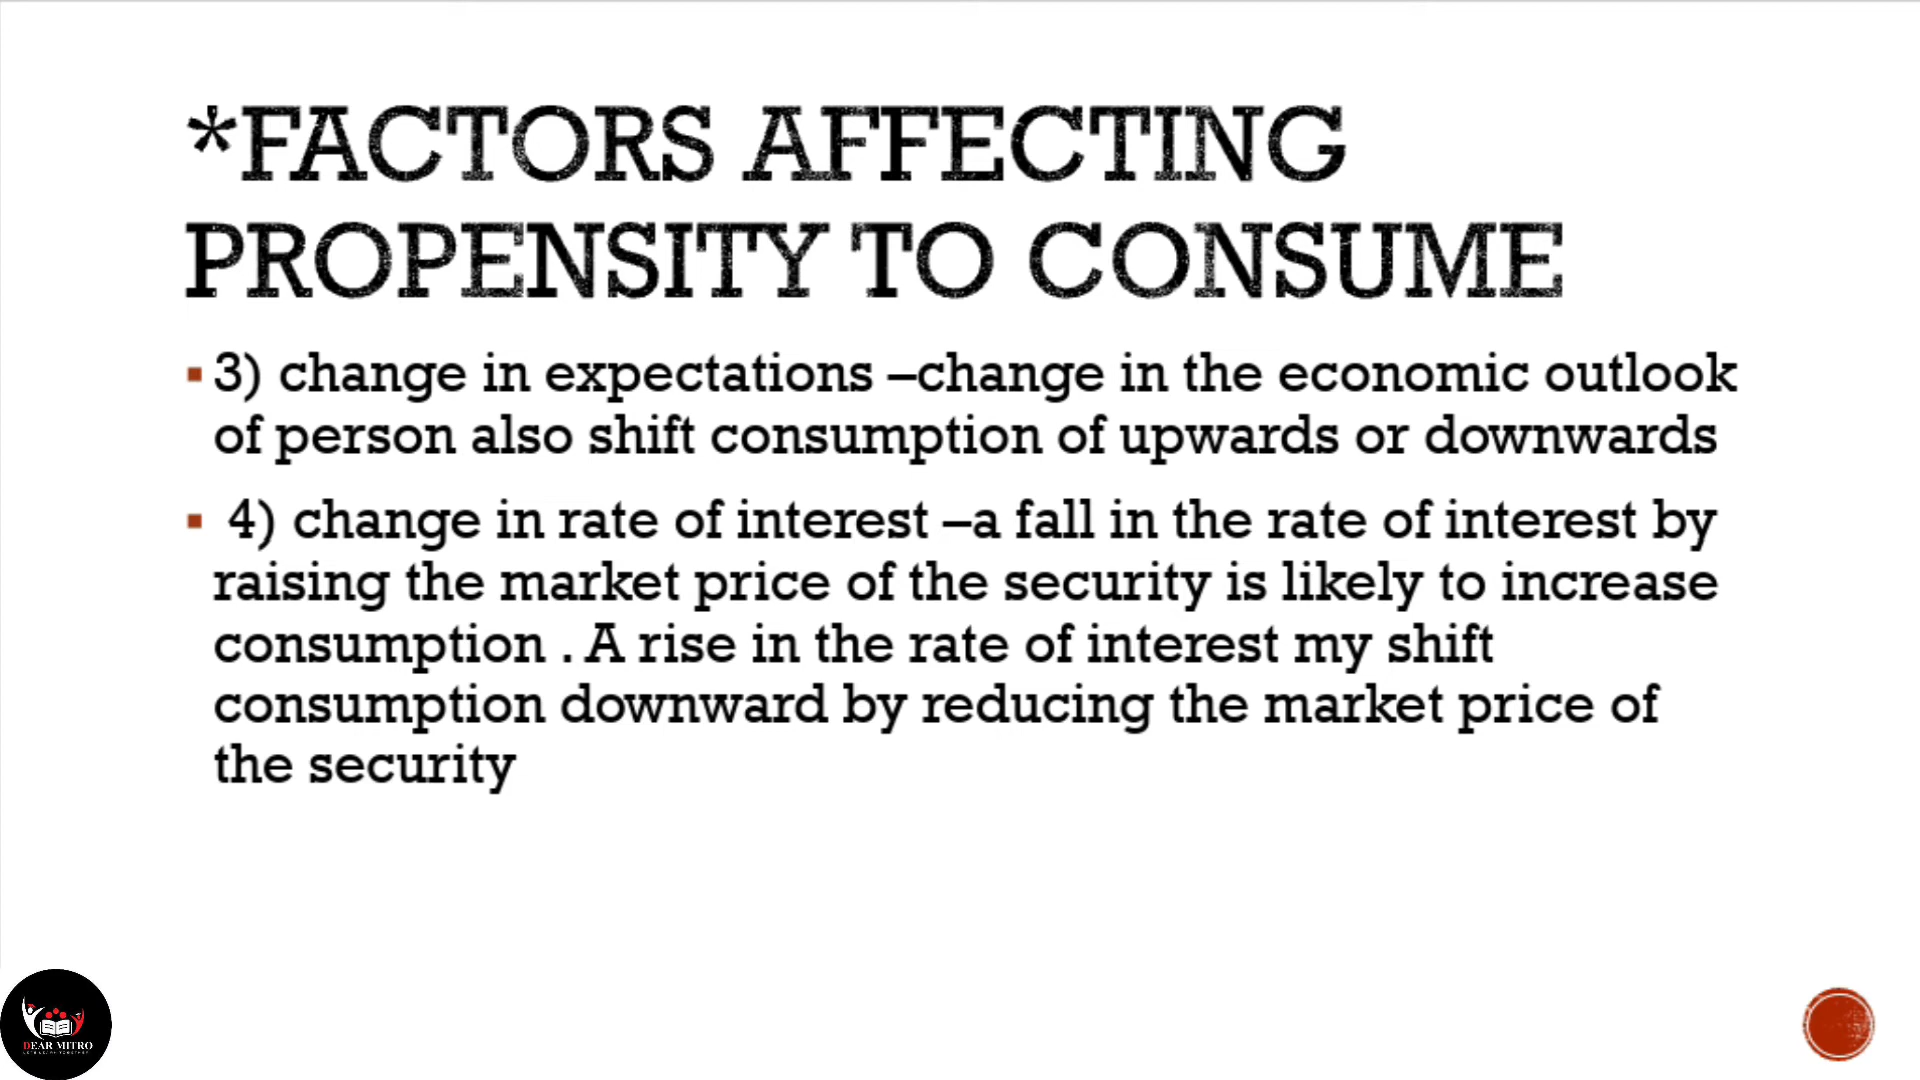 *FACTORS AFFECTING
PROPENSITY TO CONSUME
▪ 3) change in expectations –change in the economic outlook
of person also shift consumption of upwards or downwards
▪ 4) change in rate of interest –a fall in the rate of interest by
raising the market price of the security is likely to increase
consumption . A rise in the rate of interest my shift
consumption downward by reducing the market price of
the security
DEAR MITRO